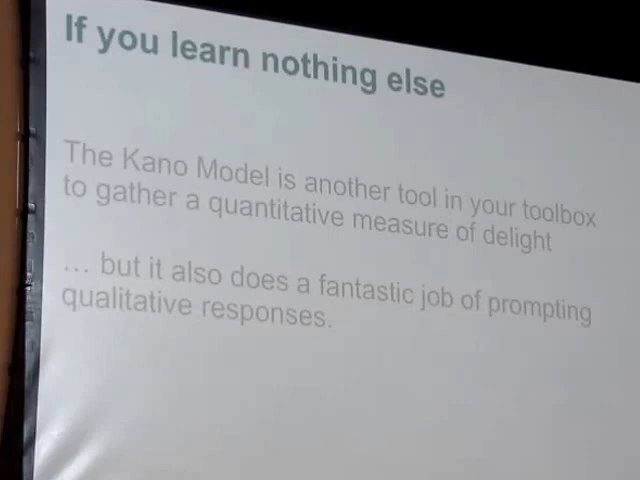 If you learn nothing else
The Kano Model is another tool in your toolbox
to gather a quantitative measure of delight
... but it also does a fantastic job of prompting
qualitative responses.